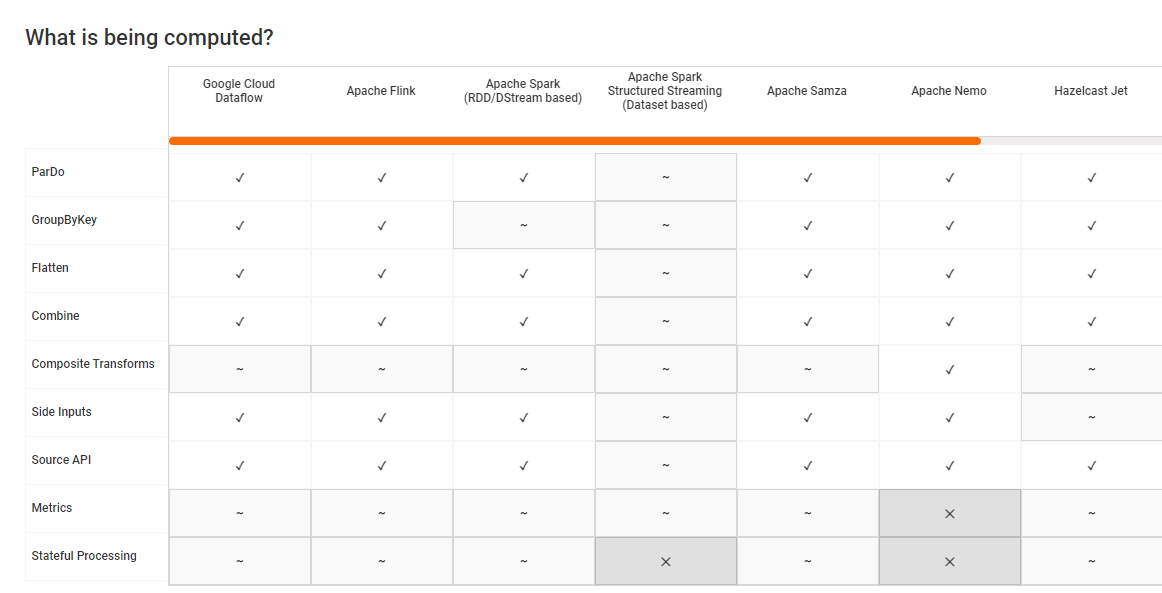 What is being computed?
Google Cloud Dataflow Apache Flink Apache Spark (RDD/DStream based) Apache Spark Structured Streaming (Dataset based) Apache Samza Apache Nemo Hazelcast Jet
ParDo ✓ ✓ ✓ ~ ✓ ✓ ✓
GroupByKey ✓ ✓ ~ ~ ✓ ✓ ✓
Flatten ✓ ✓ ✓ ~ ✓ ✓ ✓
Combine ✓ ✓ ✓ ~ ✓ ✓ ✓
Composite Transforms ~ ~ ~ ~ ~ ✓ ~
Side Inputs ✓ ✓ ✓ ~ ✓ ✓ ~
Source API ✓ ✓ ✓ ~ ✓ ✓ ✓
Metrics ~ ~ ~ ~ ~ ✕ ~
Stateful Processing ~ ~ ~ ✕ ~ ✕ ~